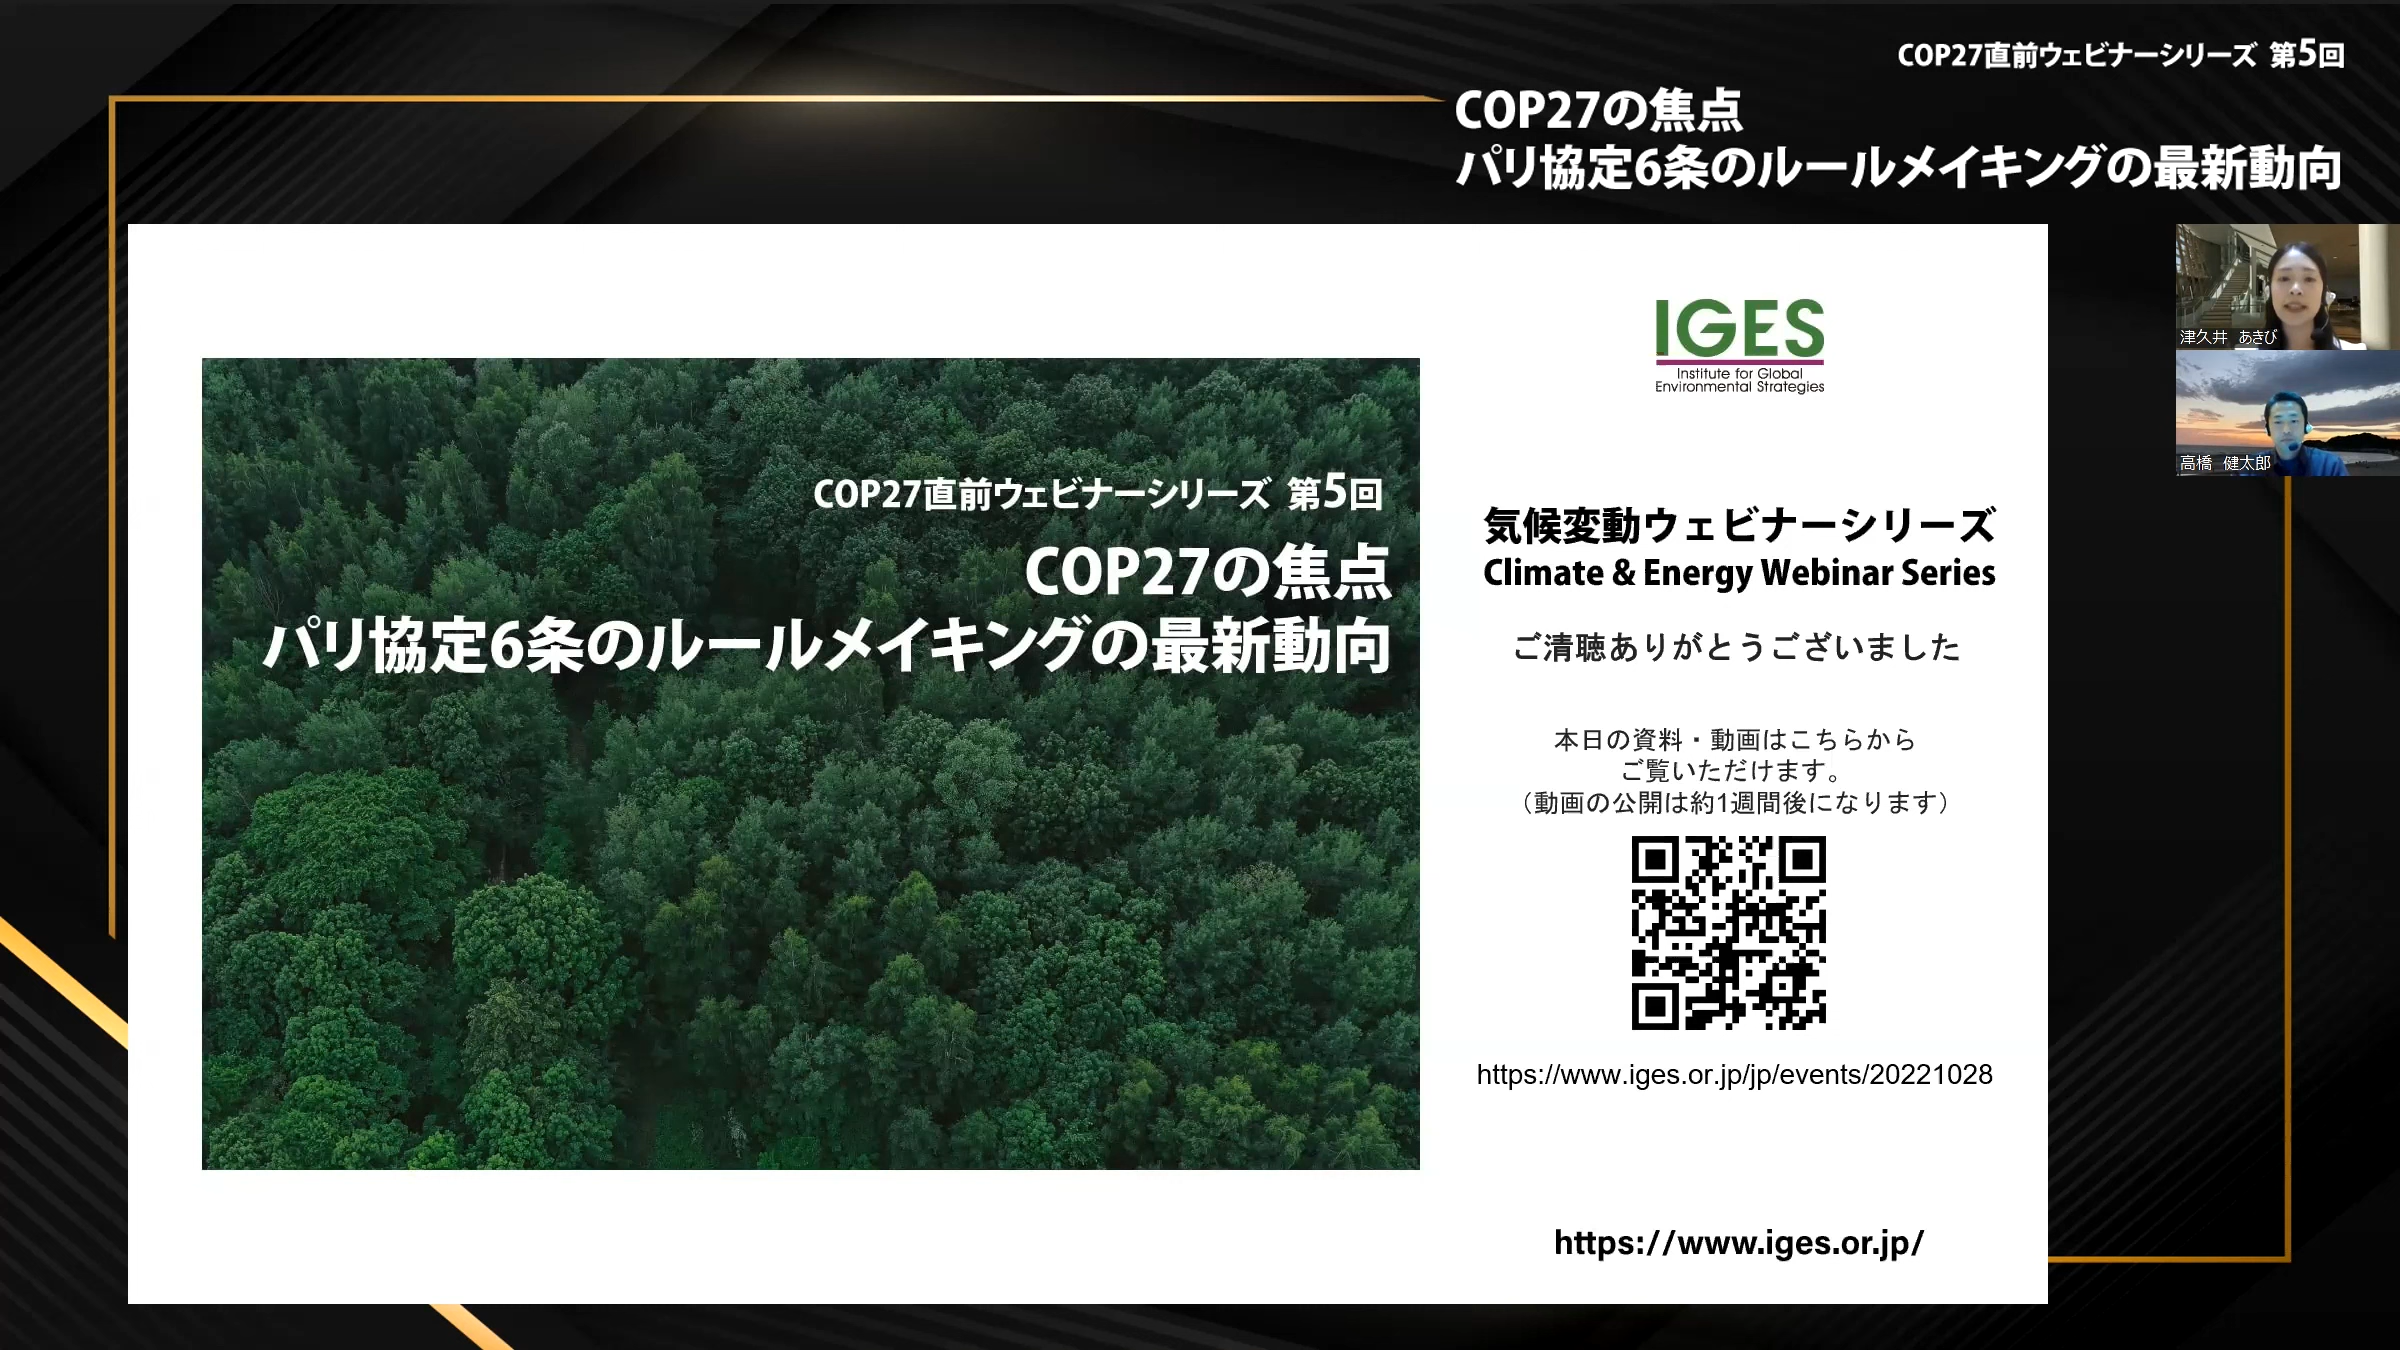 COP27直前ウェビナーシリーズ 第5回
COP27の焦点
パリ協定6条のルールメイキングの最新動向
津久井 あきび
高橋 健太郎
COP27直前ウェビナーシリーズ 第5回
COP27の焦点
パリ協定6条のルールメイキングの最新動向
IGES
Institute for Global
Environmental Strategies
気候変動ウェビナーシリーズ
Climate & Energy Webinar Series
ご清聴ありがとうございました
本日の資料・動画はこちらから
ご覧いただけます。
（動画の公開は約1週間後になります）
https://www.iges.or.jp/jp/events/20221028
https://www.iges.or.jp/